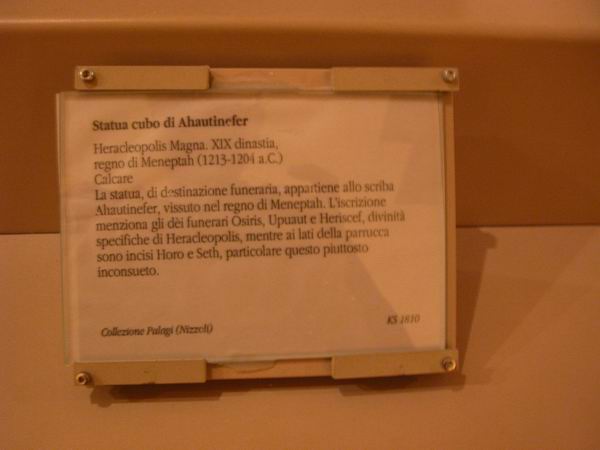 Statua cubo di Ahautinefer
Heracleopolis Magna. XIX dinastia,
regno di Meneptah (1213-1204 a.C.)
Calcare
La statua, di destinazione funeraria, appartiene allo scriba
Ahautinefer, vissuto nel regno di Meneptah. L'iscrizione
menziona gli dèi funerari Osiris, Upuaut e Heriscef, divinità
specifiche di Heracleopolis, mentre ai lati della parrucca
sono incisi Horo e Seth, particolare questo piuttosto
inconsueto.
Collezione Palagi (Nizzoli)
KS 1810